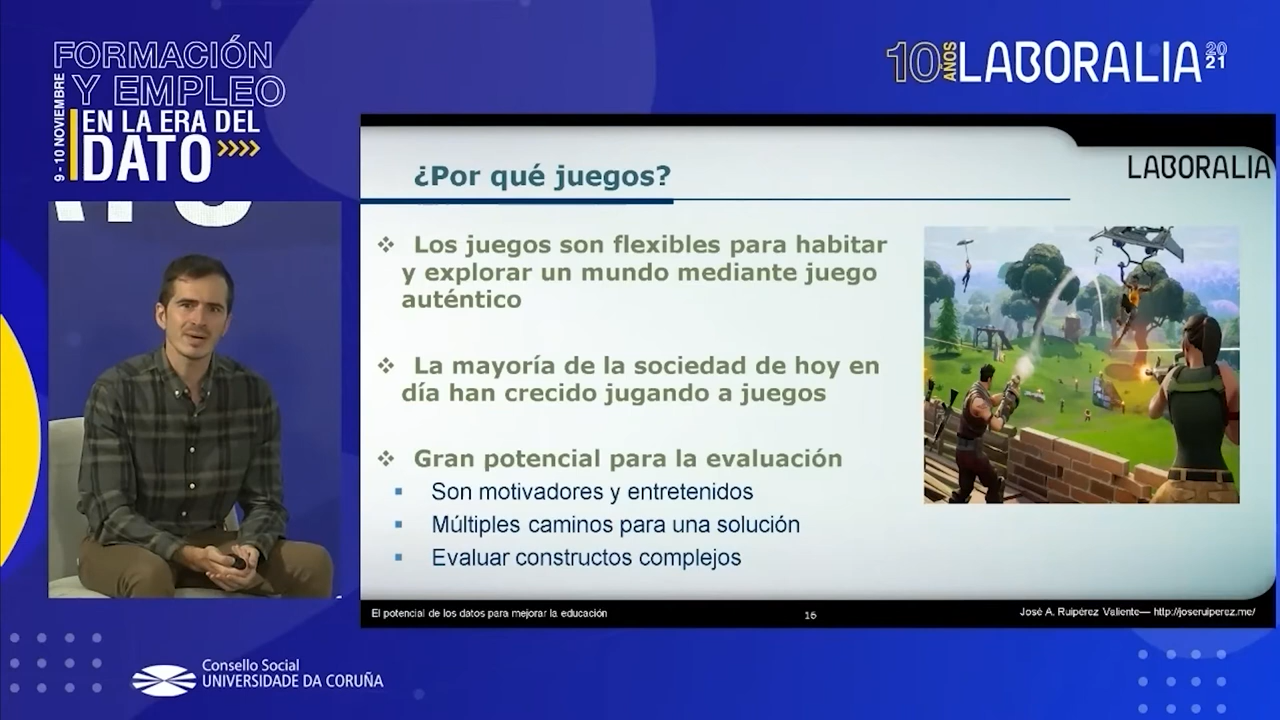 FORMACIÓN
Y EMPLEO
EN LA ERA DEL
DATO
9 - 10 NOVIEMBRE
10 AÑOS LABORALIA 20 21
LABORALIA
¿Por qué juegos?
Los juegos son flexibles para habitar
y explorar un mundo mediante juego
auténtico
La mayoría de la sociedad de hoy en
día han crecido jugando a juegos
Gran potencial para la evaluación
Son motivadores y entretenidos
Múltiples caminos para una solución
Evaluar constructos complejos
El potencial de los datos para mejorar la educación
16
José A. Ruipérez Valiente— http://joseruiperez.me/
Consello Social
UNIVERSIDADE DA CORUÑA